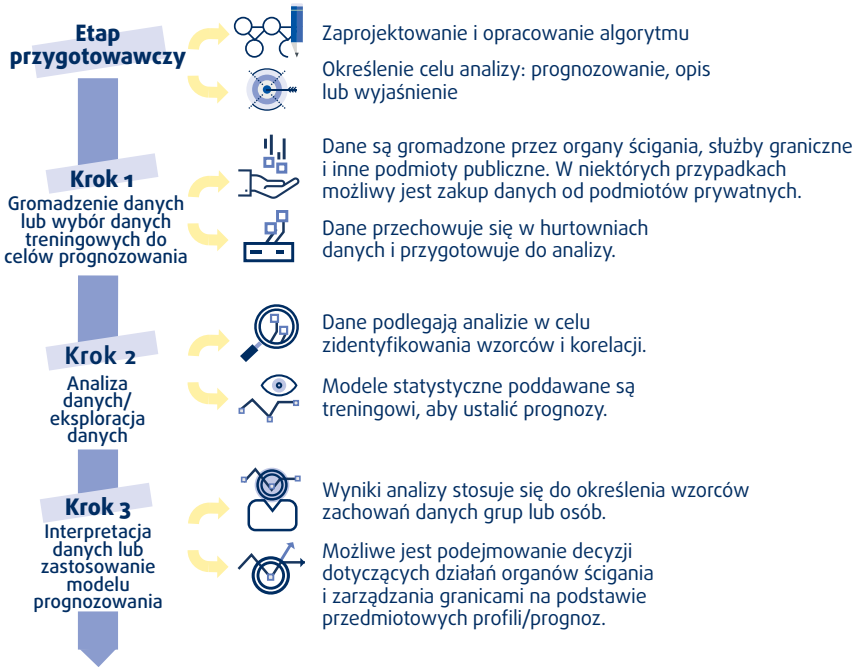 Etap
przygotowawczy
Zaprojektowanie i opracowanie algorytmu
Określenie celu analizy: prognozowanie, opis
lub wyjaśnienie
Krok 1
Gromadzenie danych
lub wybór danych
treningowych do
celów prognozowania
Dane są gromadzone przez organy ścigania, służby graniczne
i inne podmioty publiczne. W niektórych przypadkach
możliwy jest zakup danych od podmiotów prywatnych.
Dane przechowuje się w hurtowniach
danych i przygotowuje do analizy.
Krok 2
Analiza
danych/
eksploracja
danych
Dane podlegają analizie w celu
zidentyfikowania wzorców i korelacji.
Modele statystyczne poddawane są
treningowi, aby ustalić prognozy.
Krok 3
Interpretacja
danych lub
zastosowanie
modelu
prognozowania
Wyniki analizy stosuje się do określenia wzorców
zachowań danych grup lub osób.
Możliwe jest podejmowanie decyzji
dotyczących działań organów ścigania
i zarządzania granicami na podstawie
przedmiotowych profili/prognoz.